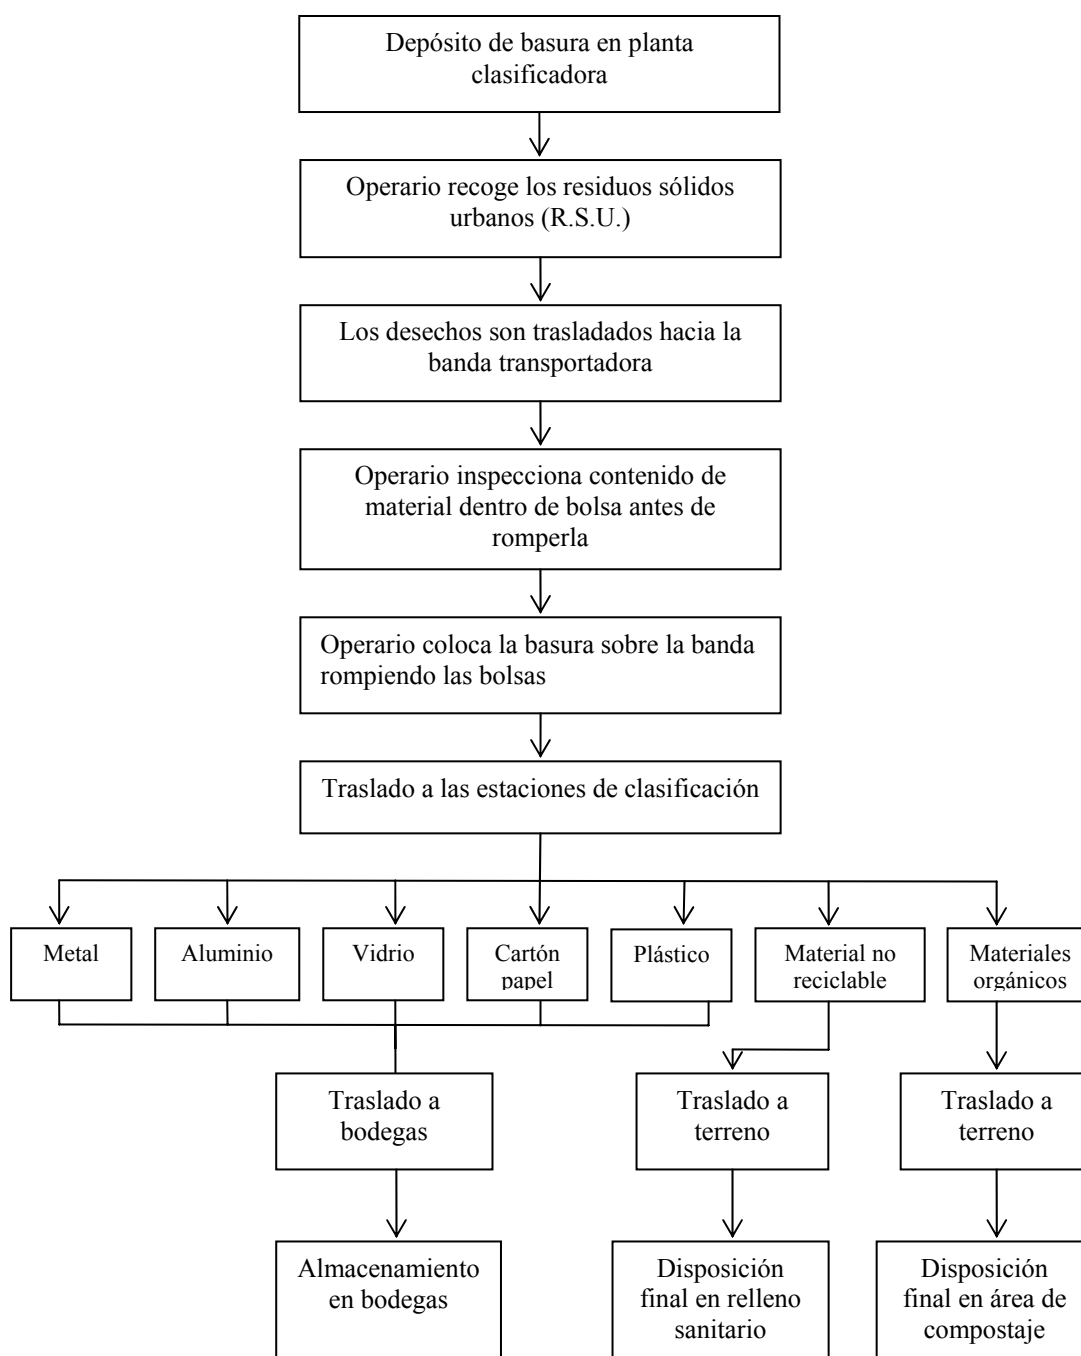 Depósito de basura en planta
clasificadora
Operario recoge los residuos sólidos
urbanos (R.S.U.)
Los desechos son trasladados hacia la
banda transportadora
Operario inspecciona contenido de
material dentro de bolsa antes de
romperla
Operario coloca la basura sobre la banda
rompiendo las bolsas
Traslado a las estaciones de clasificación
Metal
Aluminio
Vidrio
Cartón
papel
Plástico
Material no
reciclable
Materiales
orgánicos
Traslado a
bodegas
Traslado a
terreno
Traslado a
terreno
Almacenamiento
en bodegas
Disposición
final en relleno
sanitario
Disposición
final en área de
compostaje